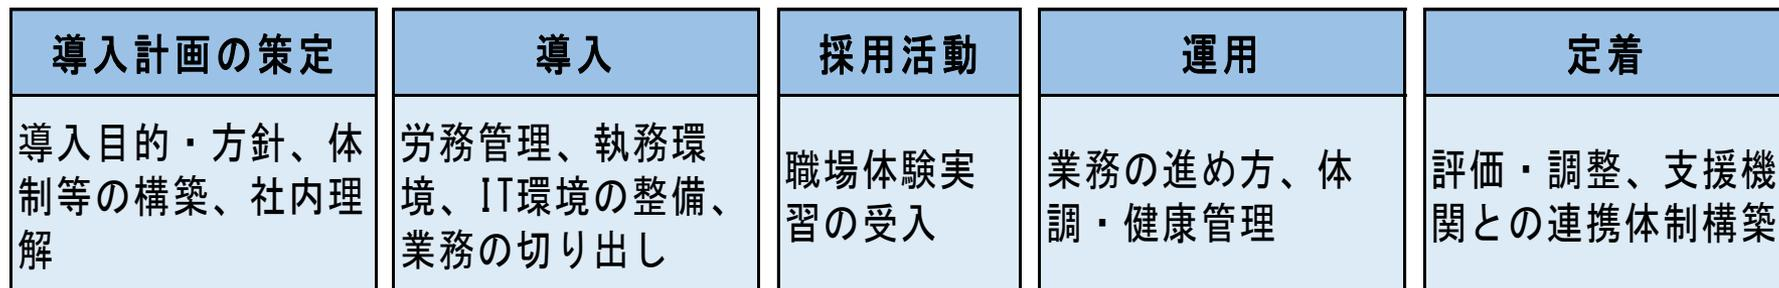 導入計画の策定
導入目的・方針、体
制等の構築、社内理
解
導入
労務管理、執務環
境、IT環境の整備、
業務の切り出し
採用活動
職場体験実
習の受入
運用
業務の進め方、体
調・健康管理
定着
評価・調整、支援機
関との連携体制構築